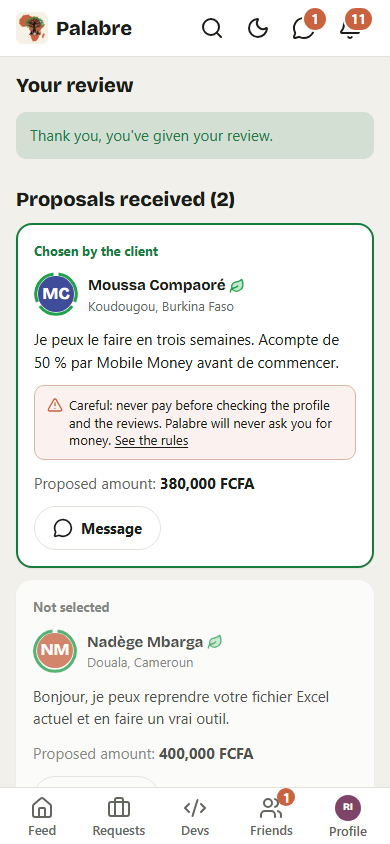 Palabre
1
11
Your review
Thank you, you've given your review.
Proposals received (2)
Chosen by the client
MC
Moussa Compaoré
Koudougou, Burkina Faso
Je peux le faire en trois semaines. Acompte de
50 % par Mobile Money avant de commencer.
Careful: never pay before checking the profile
and the reviews. Palabre will never ask you for
money. See the rules
Proposed amount: 380,000 FCFA
Message
Not selected
NM
Nadège Mbarga
Douala, Cameroun
Bonjour, je peux reprendre votre fichier Excel
actuel et en faire un vrai outil.
Proposed amount: 400,000 FCFA
1
RI
Feed
Requests
Devs
Friends
Profile